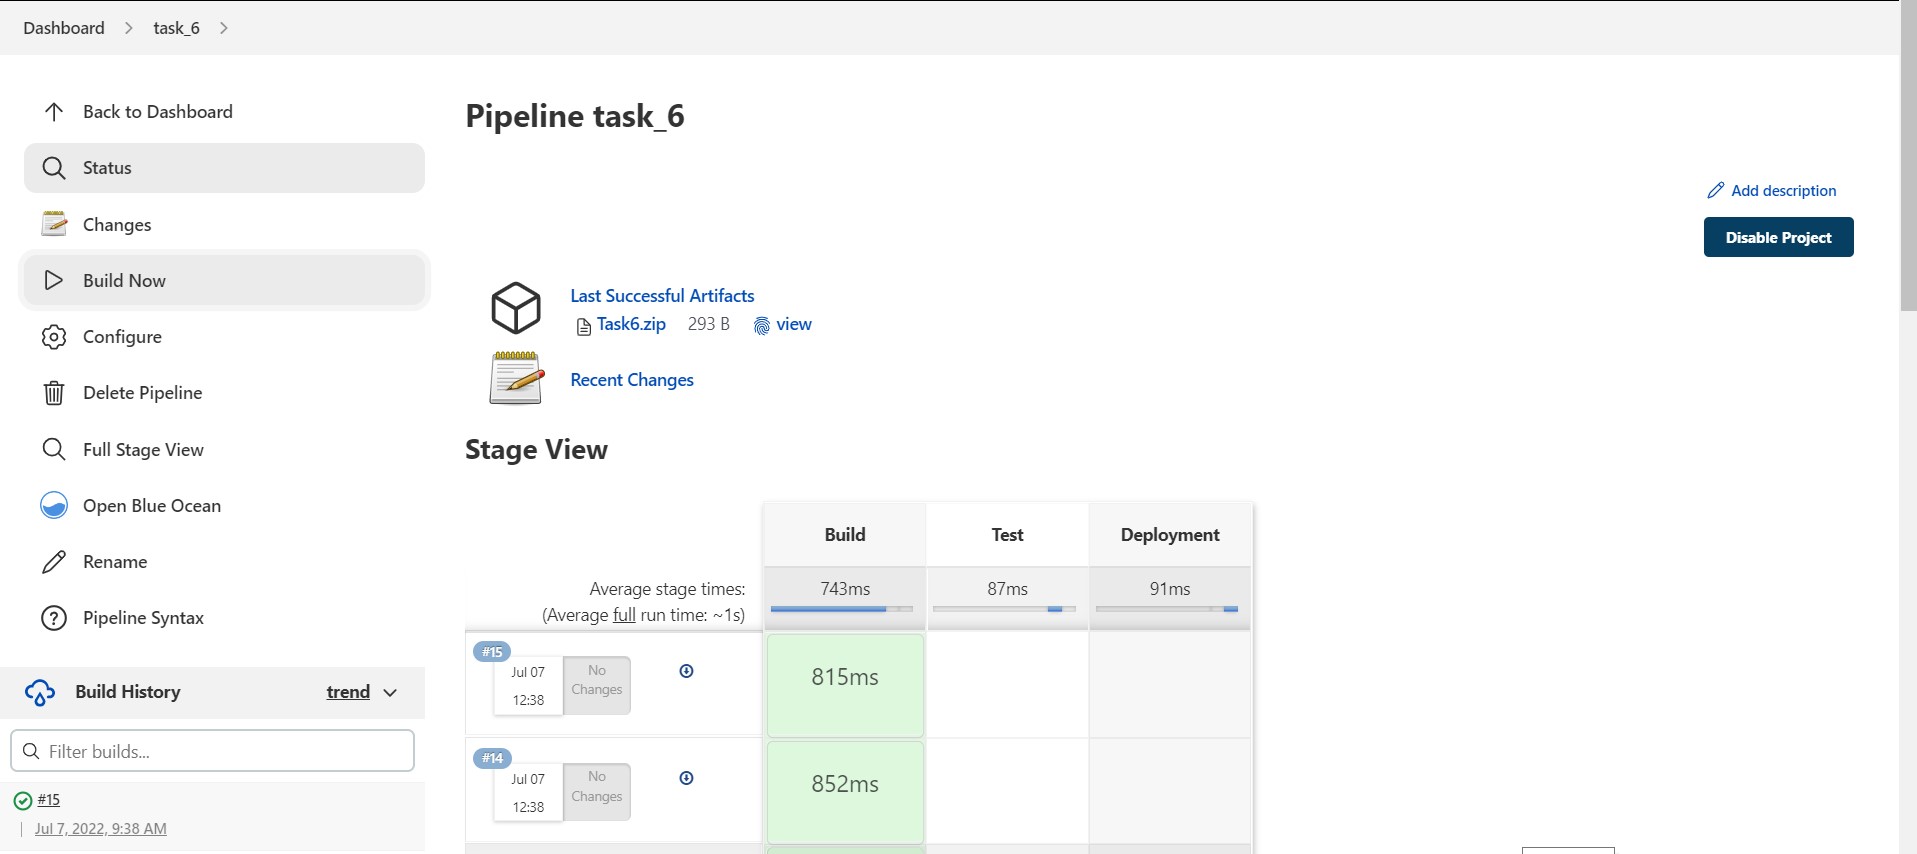 Dashboard
task_6
Back to Dashboard
Status
Changes
Build Now
Configure
Delete Pipeline
Full Stage View
Open Blue Ocean
Rename
Pipeline Syntax
Build History
trend
Filter builds...
#15
Jul 7, 2022, 9:38 AM
Pipeline task_6
Add description
Disable Project
Last Successful Artifacts
Task6.zip 293 B view
Recent Changes
Stage View
Build Test Deployment
Average stage times: 743ms 87ms 91ms
(Average full run time: ~1s)
#15
Jul 07
12:38
No
Changes
815ms
#14
Jul 07
12:38
No
Changes
852ms